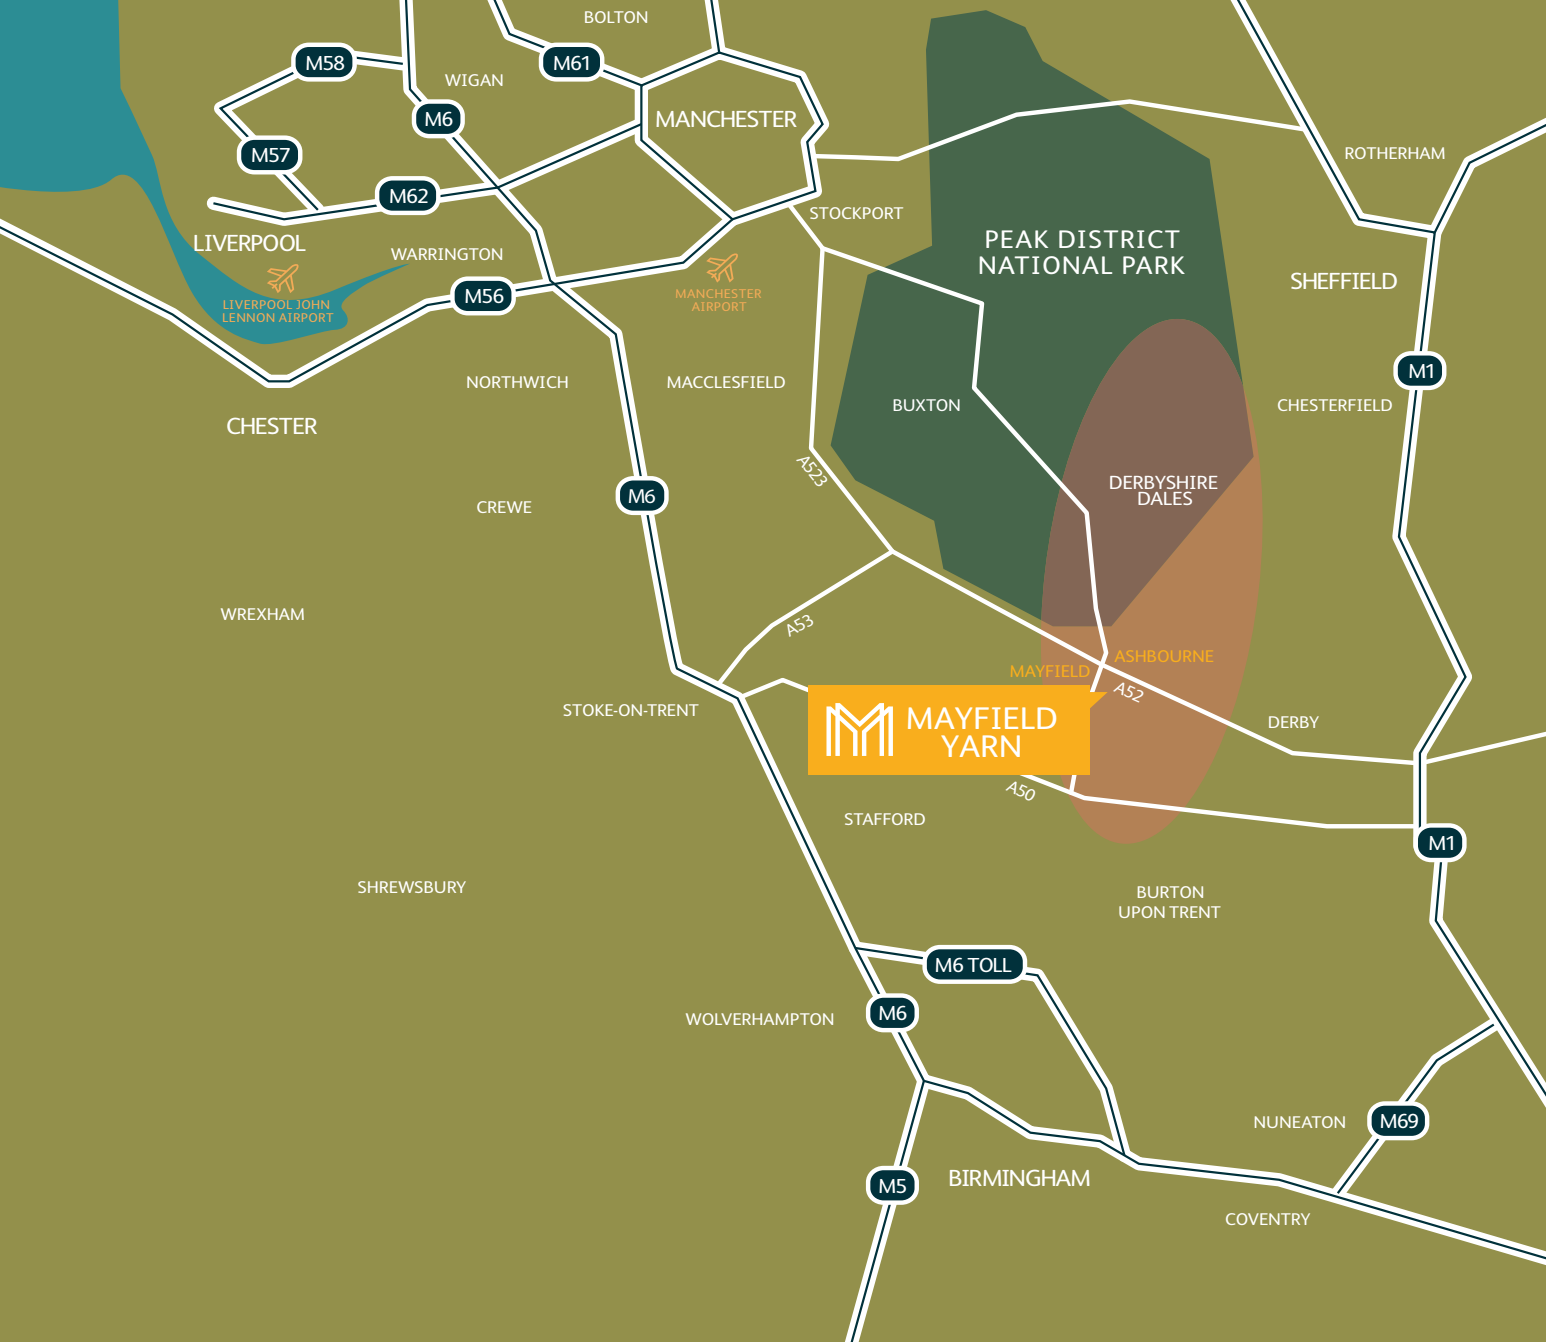 BOLTON
M58
M61
WIGAN
M6
MANCHESTER
M57
ROTHERHAM
M62
STOCKPORT
LIVERPOOL
WARRINGTON
PEAK DISTRICT
NATIONAL PARK
SHEFFIELD
LIVERPOOL JOHN
LENNON AIRPORT
M56
MANCHESTER
AIRPORT
M1
NORTHWICH
MACCLESFIELD
BUXTON
CHESTERFIELD
CHESTER
A523
DERBYSHIRE
DALES
M6
CREWE
WREXHAM
A53
ASHBOURNE
MAYFIELD
A52
STOKE-ON-TRENT
MAYFIELD
YARN
DERBY
A50
STAFFORD
M1
SHREWSBURY
BURTON
UPON TRENT
M6 TOLL
WOLVERHAMPTON
M6
NUNEATON
M69
BIRMINGHAM
M5
COVENTRY